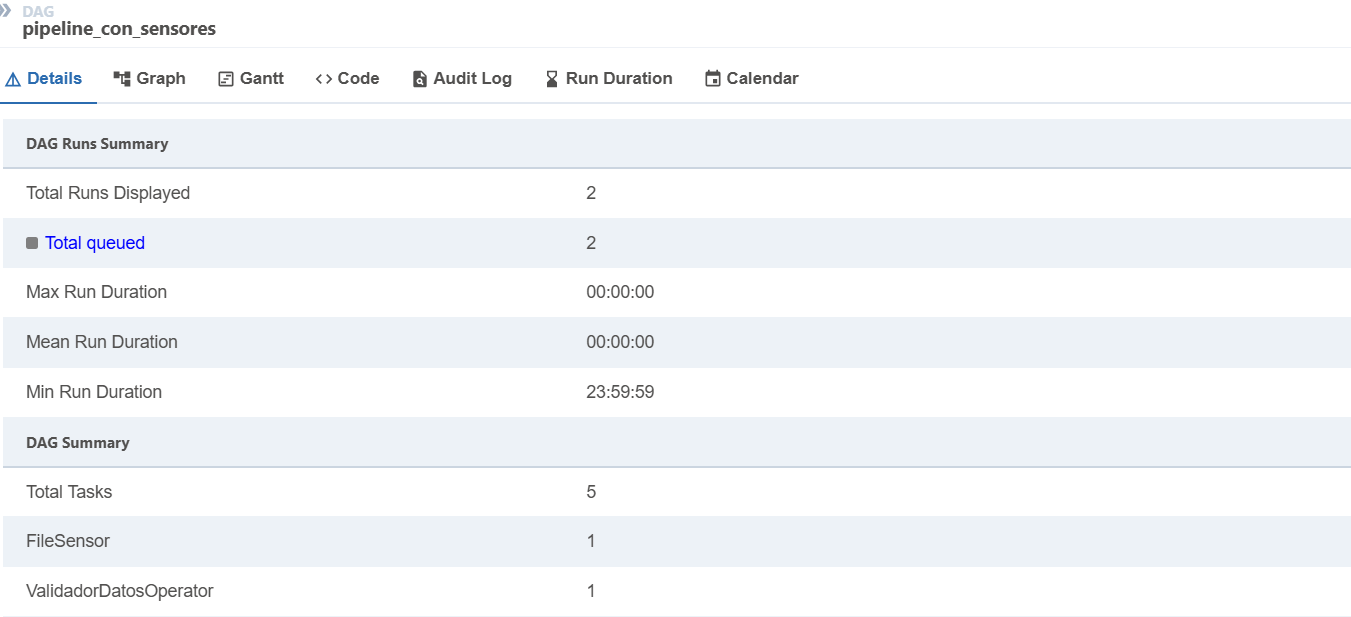 DAG
pipeline_con_sensores
Details Graph Gantt Code Audit Log Run Duration Calendar
DAG Runs Summary
Total Runs Displayed 2
Total queued 2
Max Run Duration 00:00:00
Mean Run Duration 00:00:00
Min Run Duration 23:59:59
DAG Summary
Total Tasks 5
FileSensor 1
ValidadorDatosOperator 1